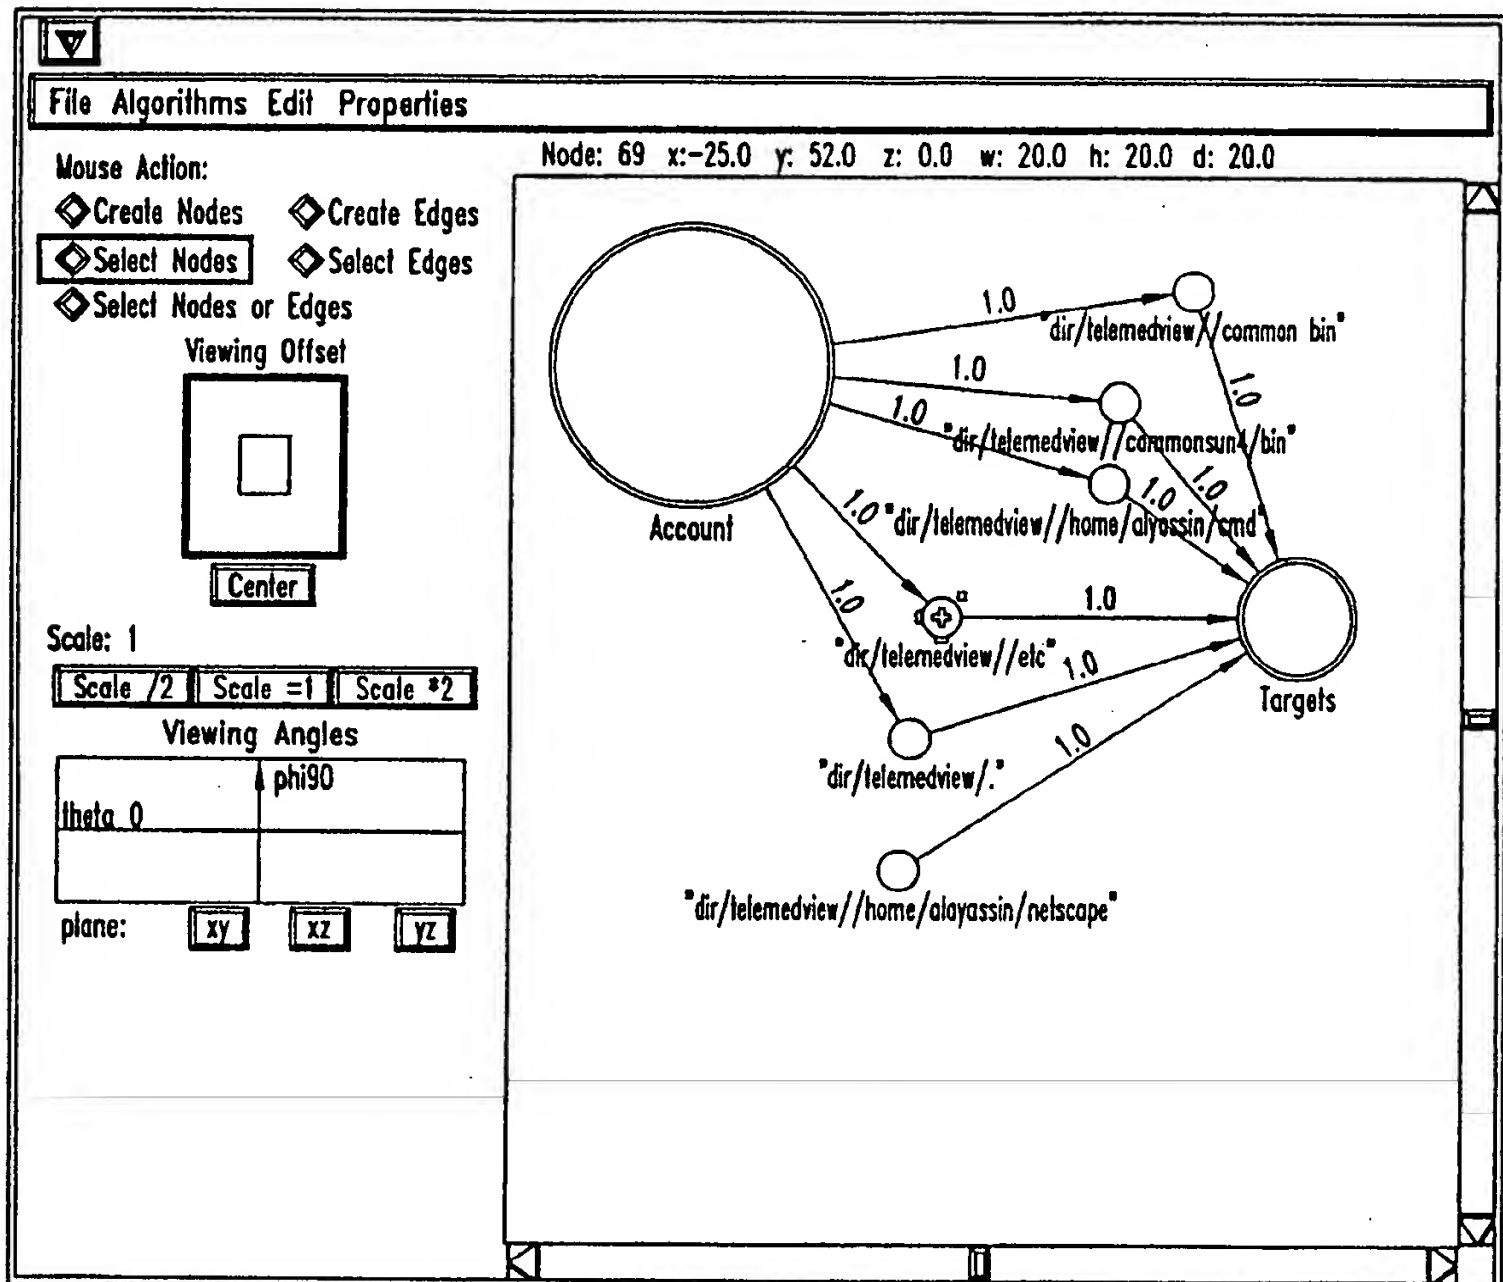 File Algorithms Edit Properties
Node: 69 x:-25.0 y: 52.0 z: 0.0 w: 20.0 h: 20.0 d: 20.0
Mouse Action:
Create Nodes Create Edges
Select Nodes Select Edges
Select Nodes or Edges
Viewing Offset
Center
Scale: 1
Scale /2 Scale =1 Scale *2
Viewing Angles
phi90
theta 0
plane: xy xz yz
1.0
"dir/telemedview//common bin"
1.0
1.0
1.0
"dir/telemedview//commonsun4/bin"
1.0
1.0
1.0
"dir/telemedview//home/alyassin/cmd"
Account
1.0
1.0
"dir/telemedview//etc"
1.0
Targets
"dir/telemedview/."
1.0
"dir/telemedview//home/alayassin/netscape"